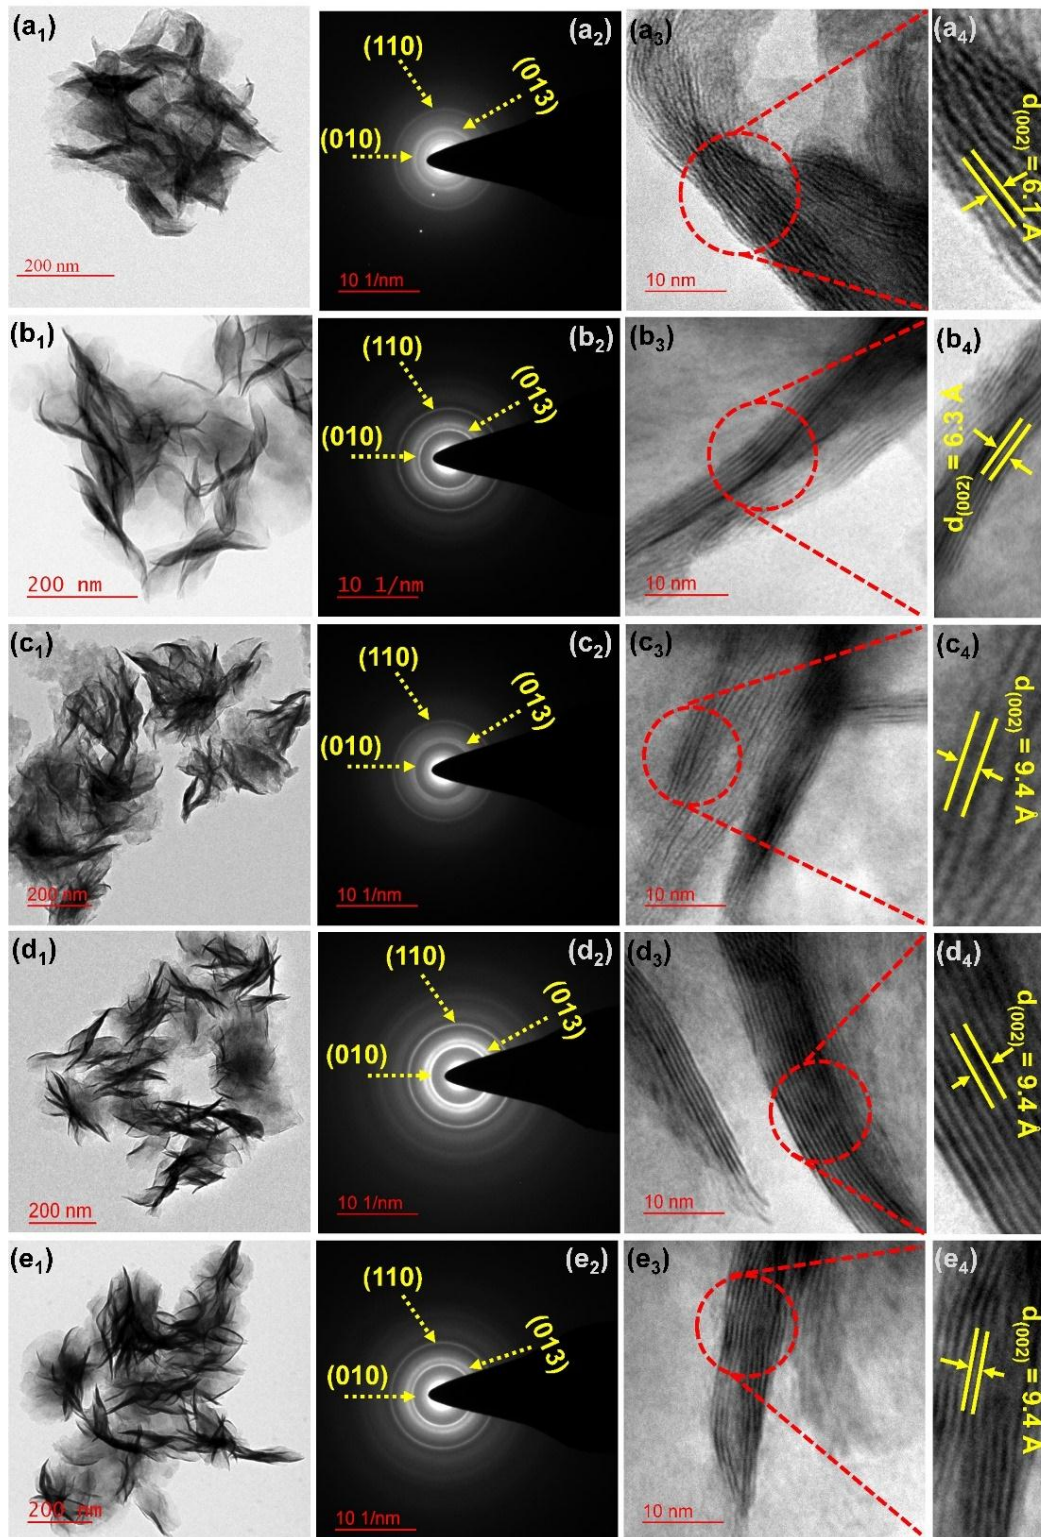 (a₁)
200 nm
(a₂)
(110)
(013)
(010)
10 1/nm
(a₃)
10 nm
(a₄)
d(002) = 6.1 Å
(b₁)
200 nm
(b₂)
(110)
(013)
(010)
10 1/nm
(b₃)
10 nm
(b₄)
d(002) = 6.3 Å
(c₁)
200 nm
(c₂)
(110)
(013)
(010)
10 1/nm
(c₃)
10 nm
(c₄)
d(002) = 9.4 Å
(d₁)
200 nm
(d₂)
(110)
(013)
(010)
10 1/nm
(d₃)
10 nm
(d₄)
d(002) = 9.4 Å
(e₁)
200 nm
(e₂)
(110)
(013)
(010)
10 1/nm
(e₃)
10 nm
(e₄)
d(002) = 9.4 Å